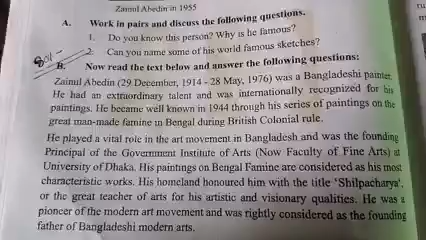 Zainul Abedin in 1955
A. Work in pairs and discuss the following questions.
1. Do you know this person? Why is he famous?
2. Can you name some of his world famous sketches?
B. Now read the text below and answer the following questions:
Zainul Abedin (29 December, 1914 - 28 May, 1976) was a Bangladeshi painter.
He had an extraordinary talent and was internationally recognized for his
paintings. He became well known in 1944 through his series of paintings on the
great man-made famine in Bengal during British Colonial rule.
He played a vital role in the art movement in Bangladesh and was the founding
Principal of the Government Institute of Arts (Now Faculty of Fine Arts) at
University of Dhaka. His paintings on Bengal Famine are considered as his most
characteristic works. His homeland honoured him with the title 'Shilpacharya',
or the great teacher of arts for his artistic and visionary qualities. He was a
pioneer of the modern art movement and was rightly considered as the founding
father of Bangladeshi modern arts.